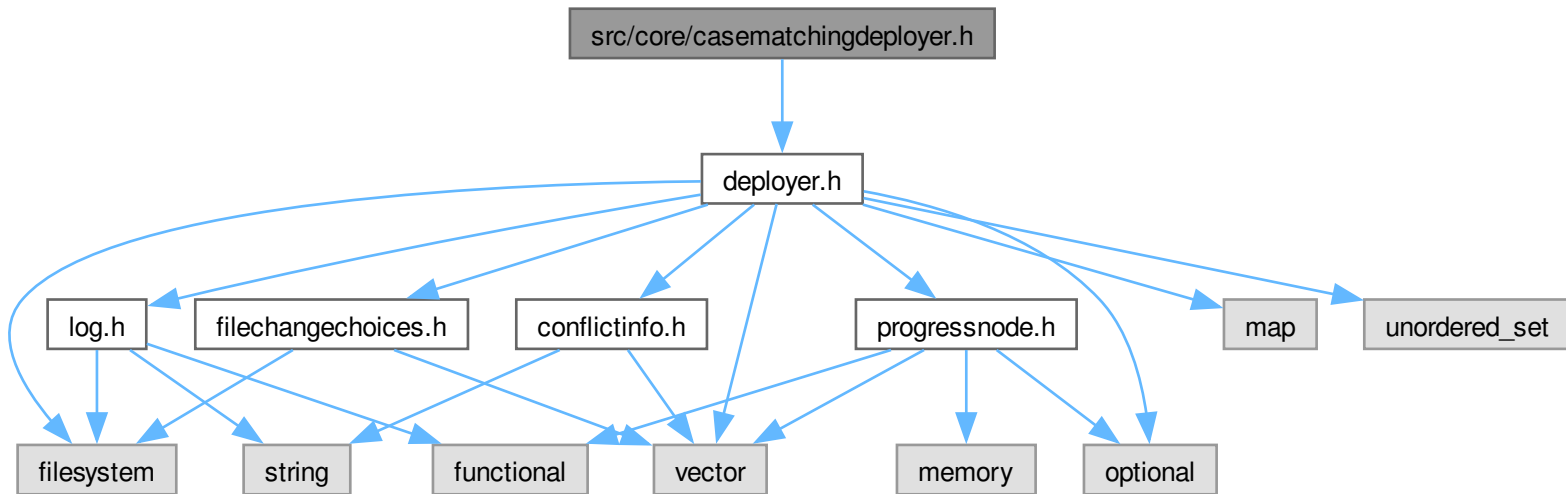 src/core/casematchingdeployer.h
deployer.h
log.h
filechangechoices.h
conflictinfo.h
progressnode.h
map
unordered_set
filesystem
string
functional
vector
memory
optional